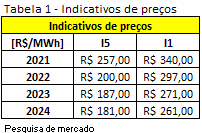 Tabela 1 - Indicativos de preços
Indicativos de preços
[R$/MWh] I5 I1
2021 R$ 257,00 R$ 340,00
2022 R$ 200,00 R$ 297,00
2023 R$ 187,00 R$ 271,00
2024 R$ 181,00 R$ 261,00
Pesquisa de mercado